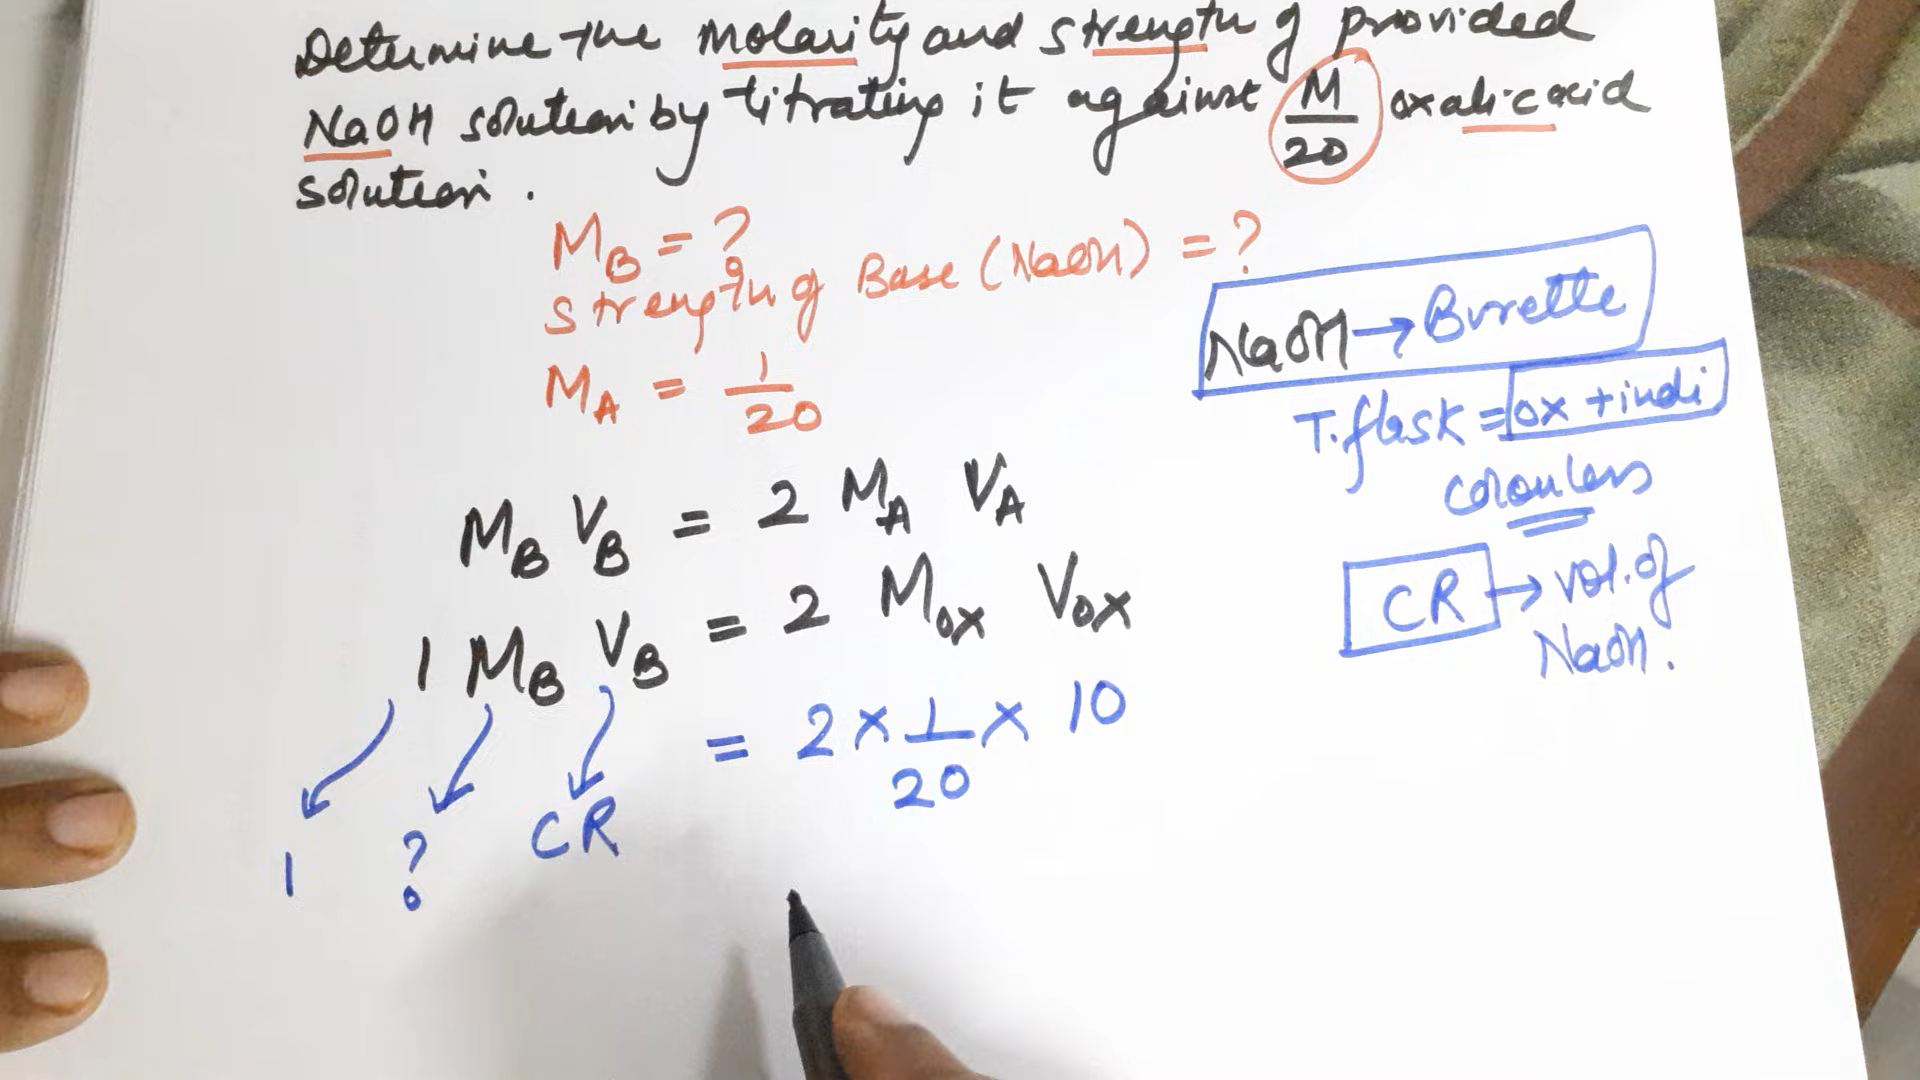 Determine the Molarity and strength of provided
NaOH solution by titrating it against M/20 oxalic acid
solution.
MB = ?
Strength of Base (NaOH) = ?
MA = 1/20
NaOH → Burette
T. flask = ox + indi
colourless
CR → vol. of
NaOH.
MB VB = 2 MA VA
1 MB VB = 2 Mox Vox
= 2 × 1/20 × 10
1 ? CR